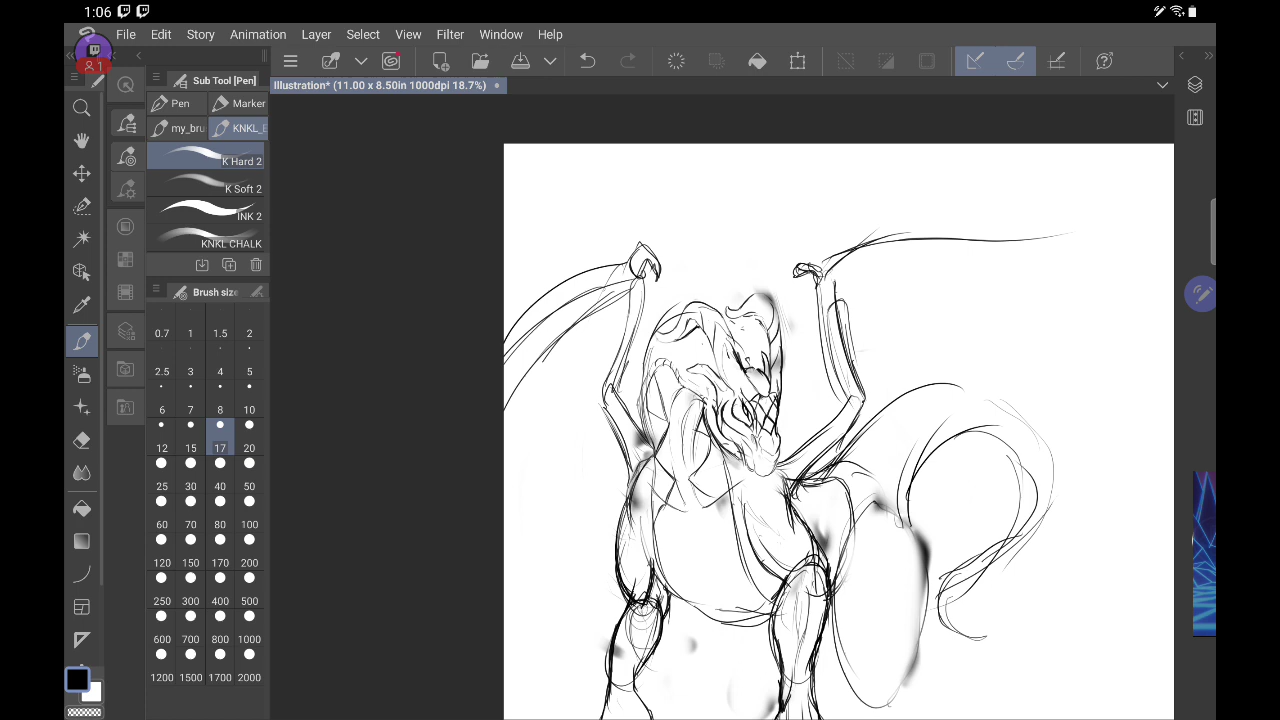 1:06
File Edit Story Animation Layer Select View Filter Window Help
1
Sub Tool [Pen]
Illustration* (11.00 x 8.50in 1000dpi 18.7%)
Pen Marker
my_bru KNKL_E
K Hard 2
K Soft 2
INK 2
KNKL CHALK
Brush size
0.7 1 1.5 2
2.5 3 4 5
6 7 8 10
12 15 17 20
25 30 40 50
60 70 80 100
120 150 170 200
250 300 400 500
600 700 800 1000
1200 1500 1700 2000